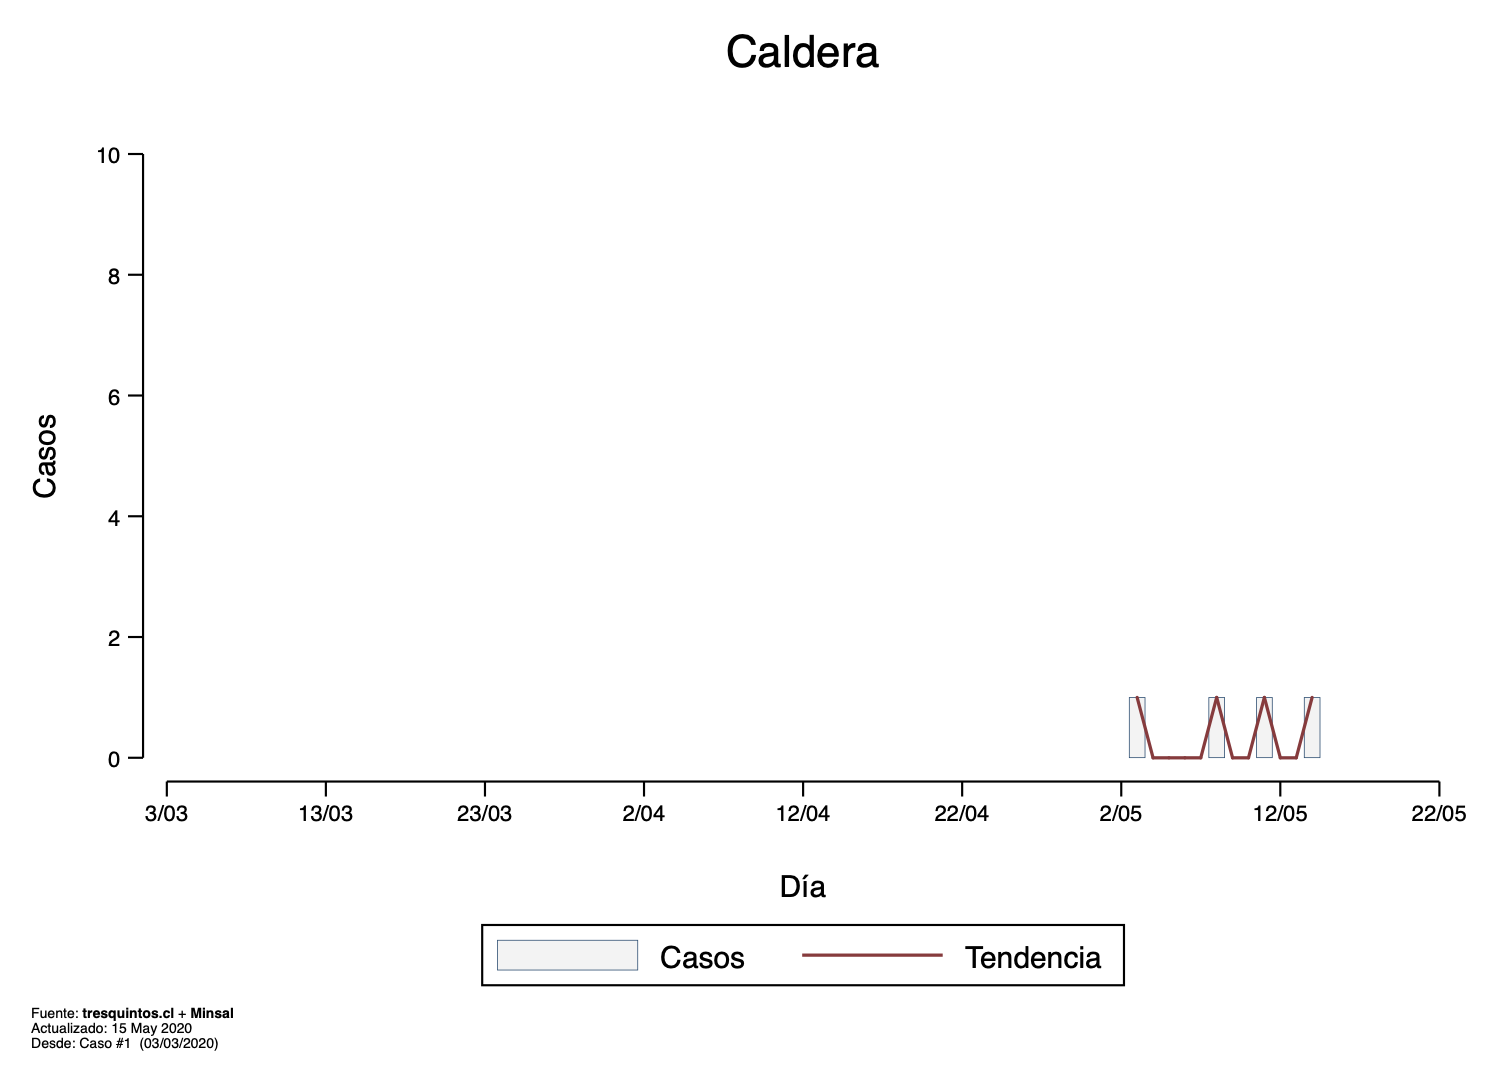 Caldera
Casos
10
8
6
4
2
0
3/03 13/03 23/03 2/04 12/04 22/04 2/05 12/05 22/05
Día
Casos Tendencia
Fuente: tresquintos.cl + Minsal
Actualizado: 15 May 2020
Desde: Caso #1 (03/03/2020)